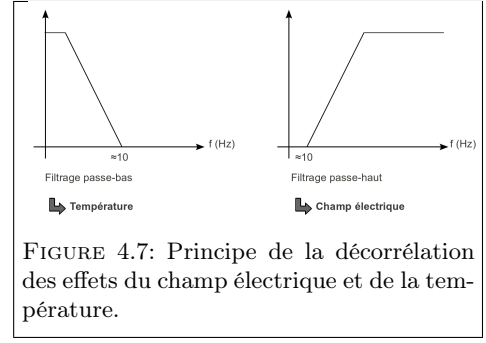 f (Hz)
≈10
Filtrage passe-bas
Température
f (Hz)
≈10
Filtrage passe-haut
Champ électrique
FIGURE 4.7: Principe de la décorrélation
des effets du champ électrique et de la tem-
pérature.